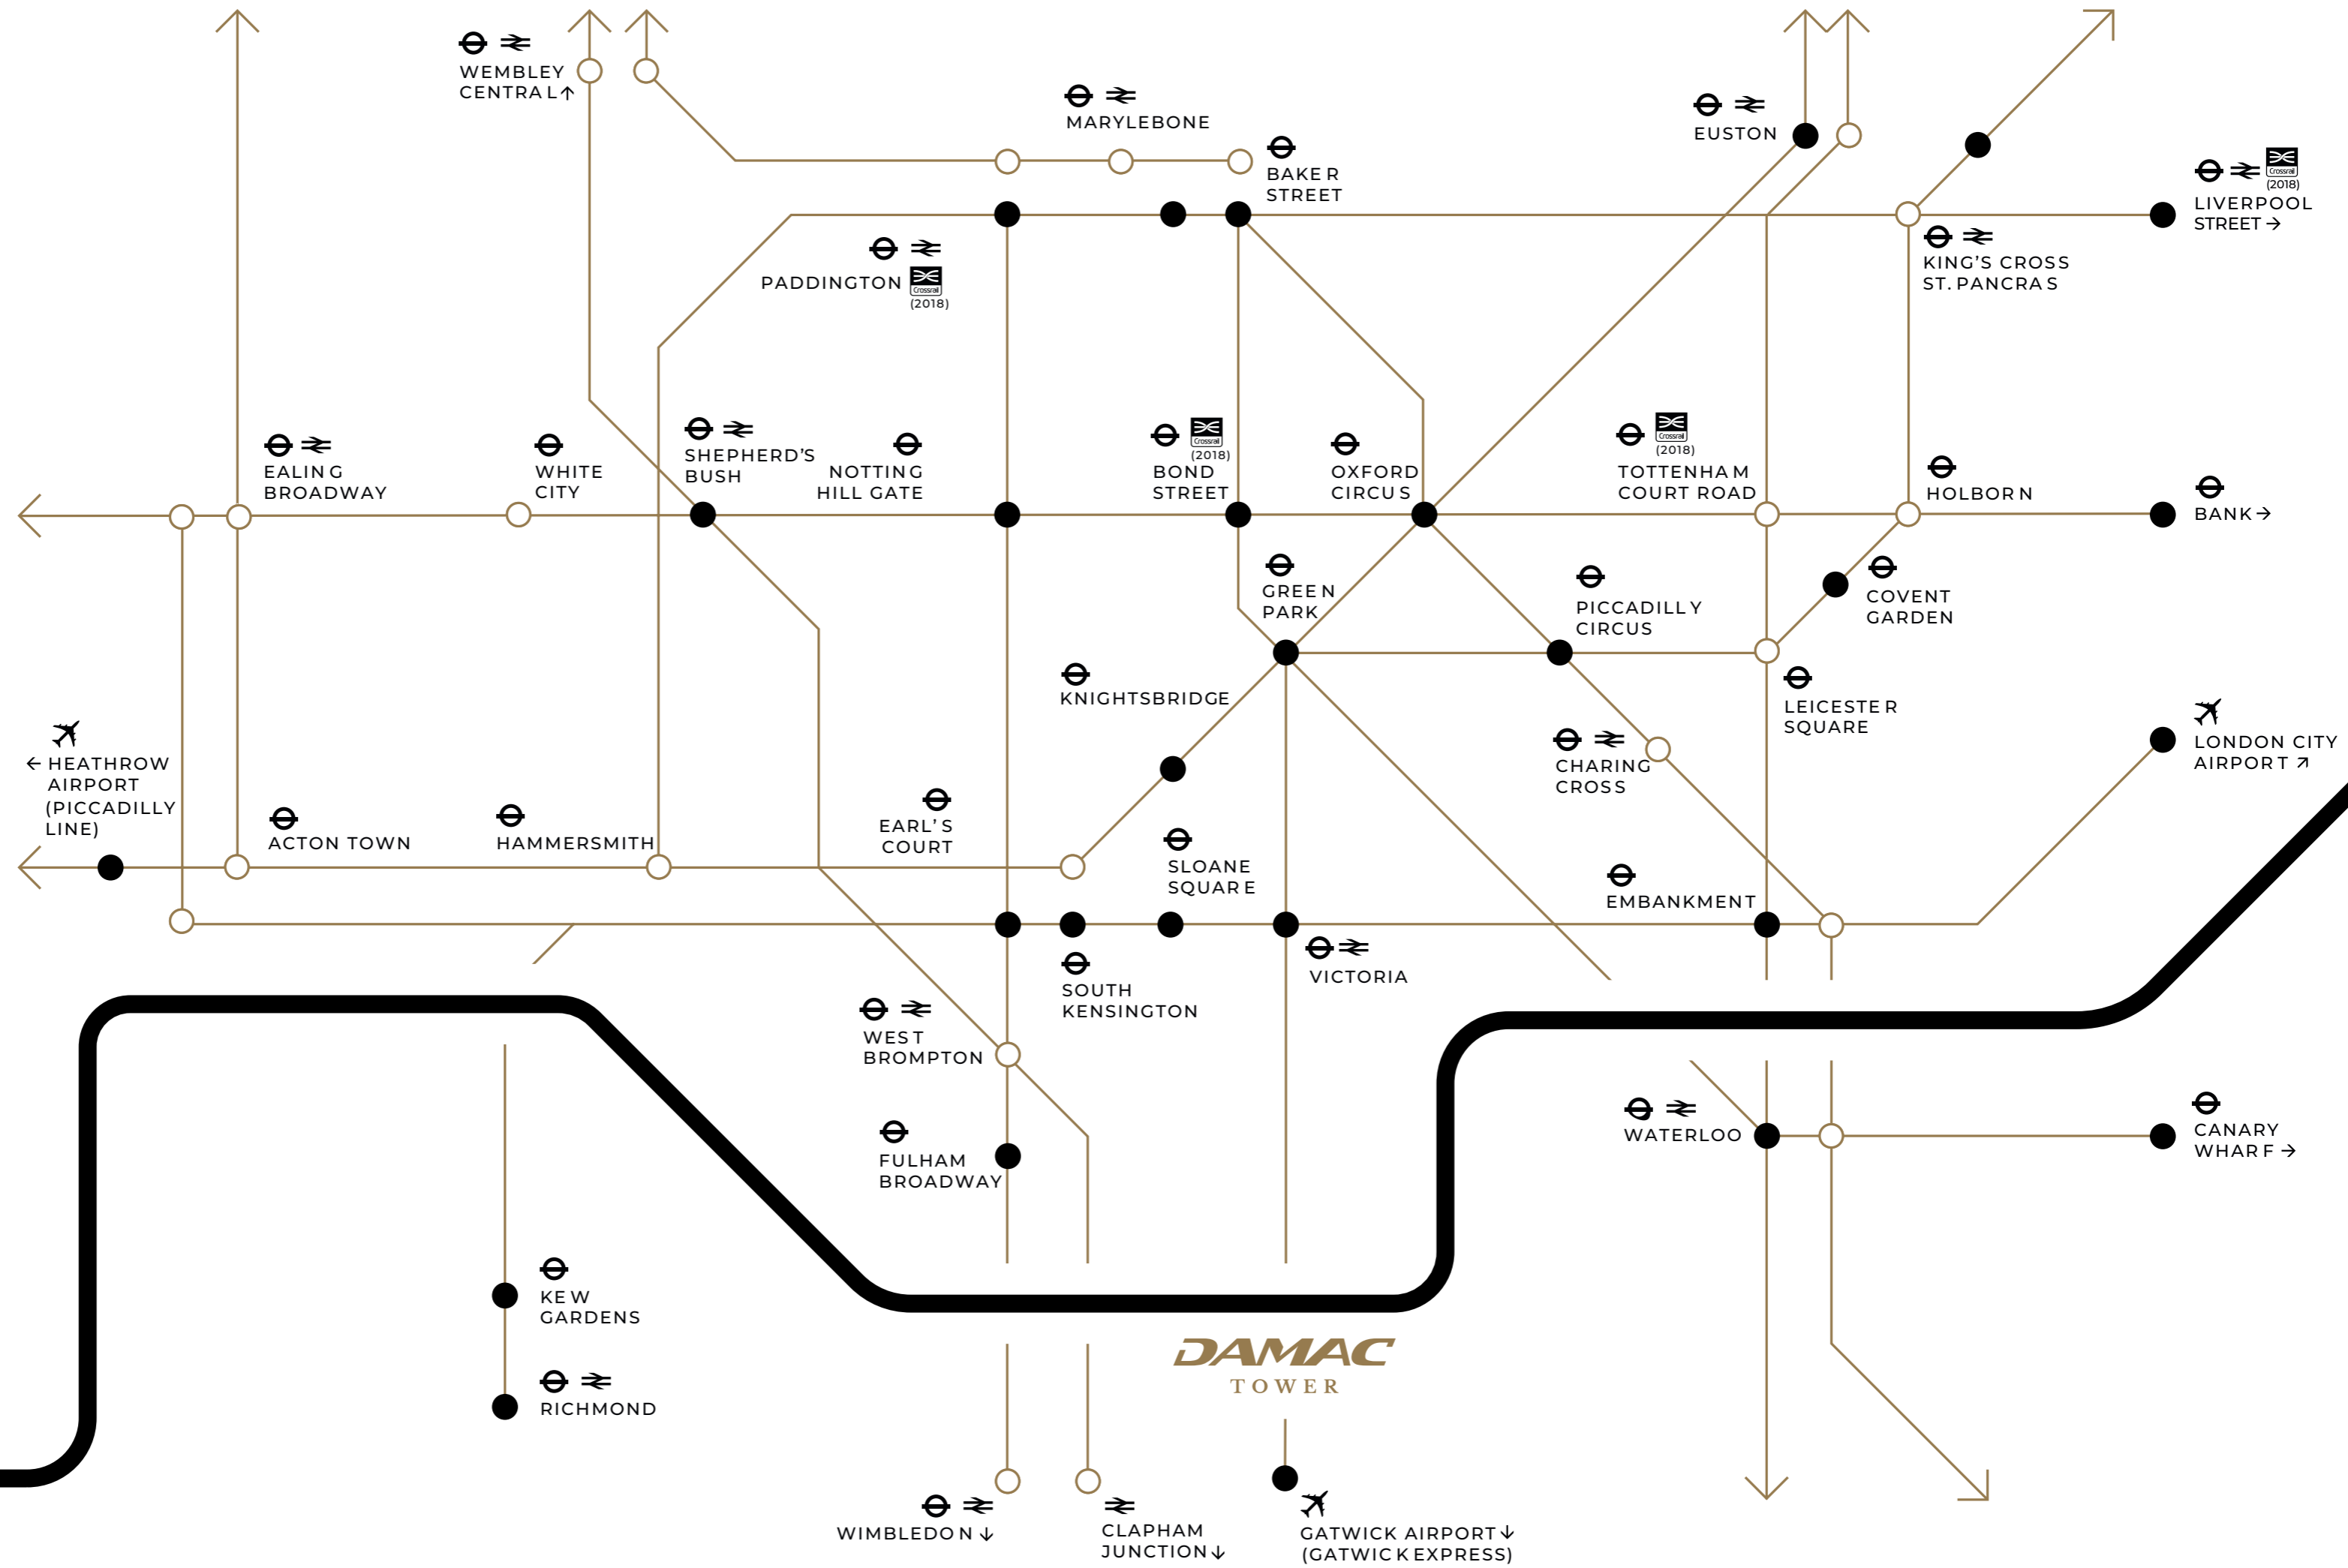 WEMBLEY
CENTRAL↑
MARYLEBONE
BAKER
STREET
EUSTON
Crossrail
(2018)
LIVERPOOL
STREET→
KING'S CROSS
ST. PANCRAS
PADDINGTON
Crossrail
(2018)
EALING
BROADWAY
WHITE
CITY
SHEPHERD'S
BUSH
NOTTING
HILL GATE
Crossrail
(2018)
BOND
STREET
OXFORD
CIRCUS
Crossrail
(2018)
TOTTENHAM
COURT ROAD
HOLBORN
BANK→
GREEN
PARK
PICCADILLY
CIRCUS
COVENT
GARDEN
KNIGHTSBRIDGE
LEICESTER
SQUARE
←HEATHROW
AIRPORT
(PICCADILLY
LINE)
CHARING
CROSS
LONDON CITY
AIRPORT↗
ACTON TOWN
HAMMERSMITH
EARL'S
COURT
SLOANE
SQUARE
EMBANKMENT
VICTORIA
SOUTH
KENSINGTON
WEST
BROMPTON
WATERLOO
CANARY
WHARF→
FULHAM
BROADWAY
KEW
GARDENS
DAMAC
TOWER
RICHMOND
WIMBLEDON↓
CLAPHAM
JUNCTION↓
GATWICK AIRPORT↓
(GATWICK EXPRESS)